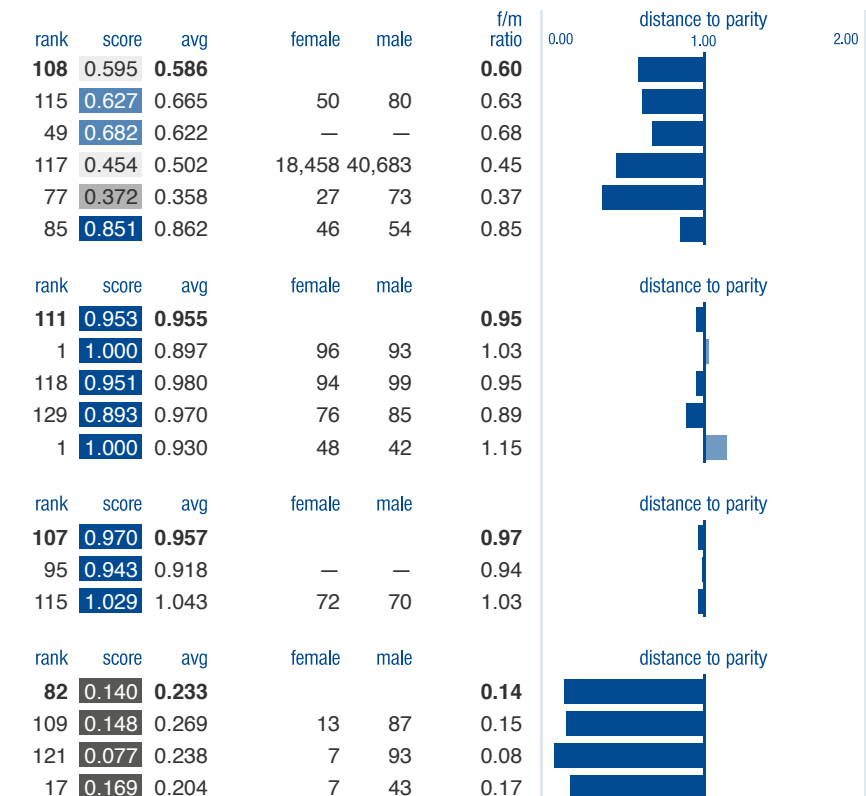 f/m
rank score avg female male ratio distance to parity
0.00 1.00 2.00
108 0.595 0.586 0.60
115 0.627 0.665 50 80 0.63
49 0.682 0.622 — — 0.68
117 0.454 0.502 18,458 40,683 0.45
77 0.372 0.358 27 73 0.37
85 0.851 0.862 46 54 0.85
rank score avg female male distance to parity
111 0.953 0.955 0.95
1 1.000 0.897 96 93 1.03
118 0.951 0.980 94 99 0.95
129 0.893 0.970 76 85 0.89
1 1.000 0.930 48 42 1.15
rank score avg female male distance to parity
107 0.970 0.957 0.97
95 0.943 0.918 — — 0.94
115 1.029 1.043 72 70 1.03
rank score avg female male distance to parity
82 0.140 0.233 0.14
109 0.148 0.269 13 87 0.15
121 0.077 0.238 7 93 0.08
17 0.169 0.204 7 43 0.17